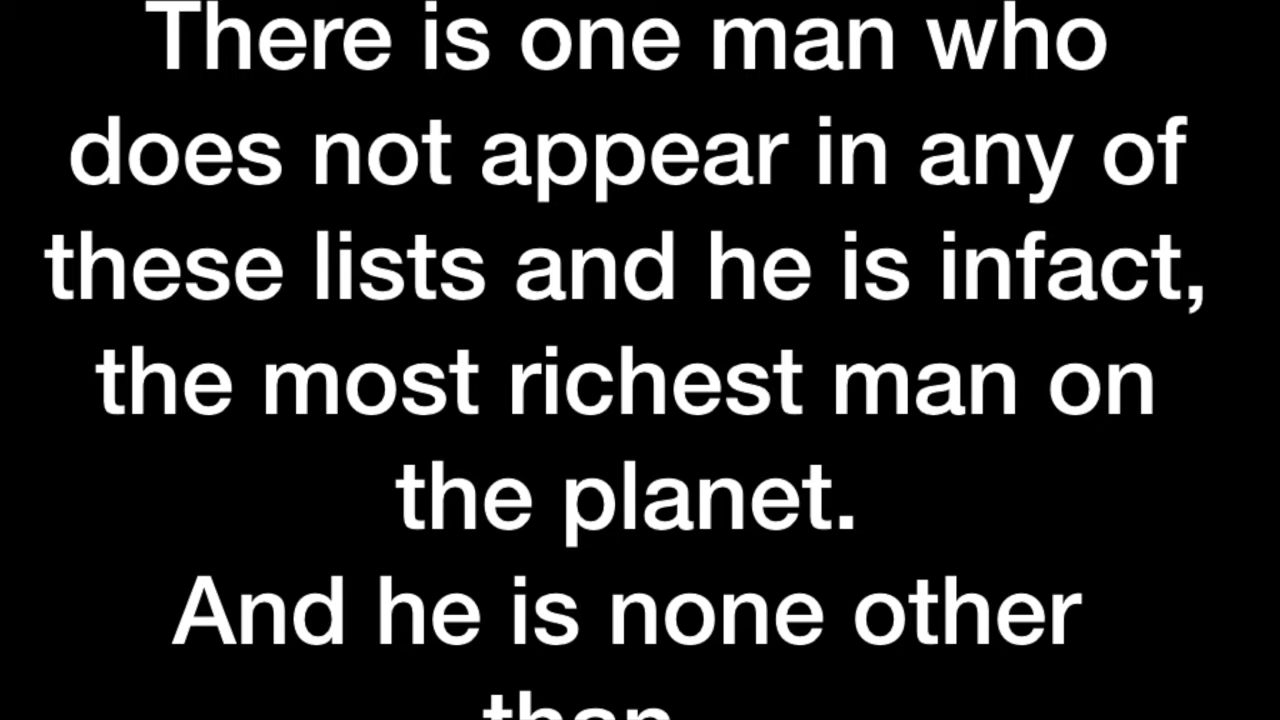 There is one man who
does not appear in any of
these lists and he is infact,
the most richest man on
the planet.
And he is none other
than